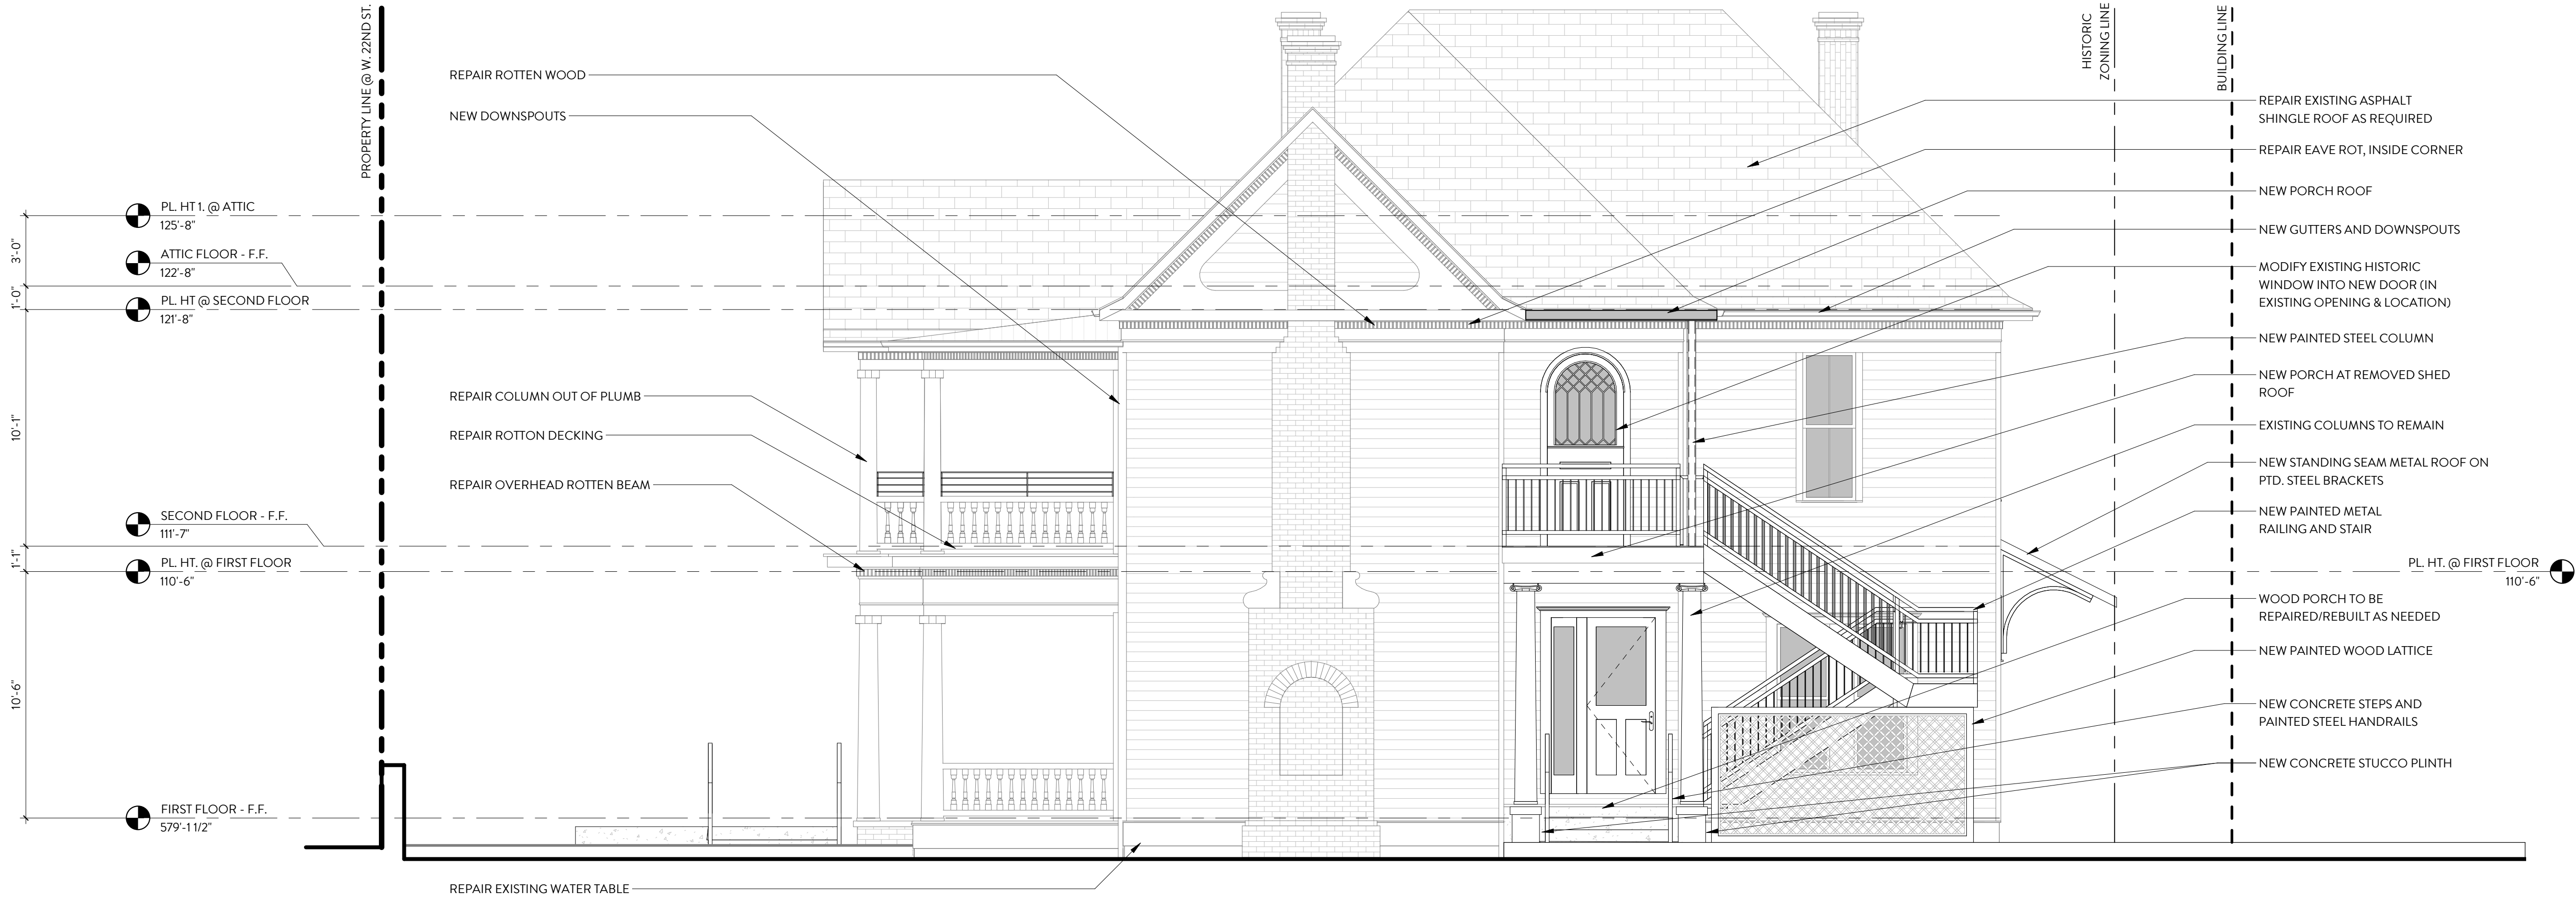 PROPERTY LINE @ W. 22ND ST.
HISTORIC
ZONING LINE
BUILDING LINE
PL. HT 1. @ ATTIC
125'-8"
ATTIC FLOOR - F.F.
122'-8"
PL. HT @ SECOND FLOOR
121'-8"
SECOND FLOOR - F.F.
111'-7"
PL. HT. @ FIRST FLOOR
110'-6"
FIRST FLOOR - F.F.
579'-1 1/2"
3'-0"
1'-0"
10'-1"
1'-1"
10'-6"
REPAIR ROTTEN WOOD
NEW DOWNSPOUTS
REPAIR COLUMN OUT OF PLUMB
REPAIR ROTTON DECKING
REPAIR OVERHEAD ROTTEN BEAM
REPAIR EXISTING WATER TABLE
REPAIR EXISTING ASPHALT
SHINGLE ROOF AS REQUIRED
REPAIR EAVE ROT, INSIDE CORNER
NEW PORCH ROOF
NEW GUTTERS AND DOWNSPOUTS
MODIFY EXISTING HISTORIC
WINDOW INTO NEW DOOR (IN
EXISTING OPENING & LOCATION)
NEW PAINTED STEEL COLUMN
NEW PORCH AT REMOVED SHED
ROOF
EXISTING COLUMNS TO REMAIN
NEW STANDING SEAM METAL ROOF ON
PTD. STEEL BRACKETS
NEW PAINTED METAL
RAILING AND STAIR
PL. HT. @ FIRST FLOOR
110'-6"
WOOD PORCH TO BE
REPAIRED/REBUILT AS NEEDED
NEW PAINTED WOOD LATTICE
NEW CONCRETE STEPS AND
PAINTED STEEL HANDRAILS
NEW CONCRETE STUCCO PLINTH